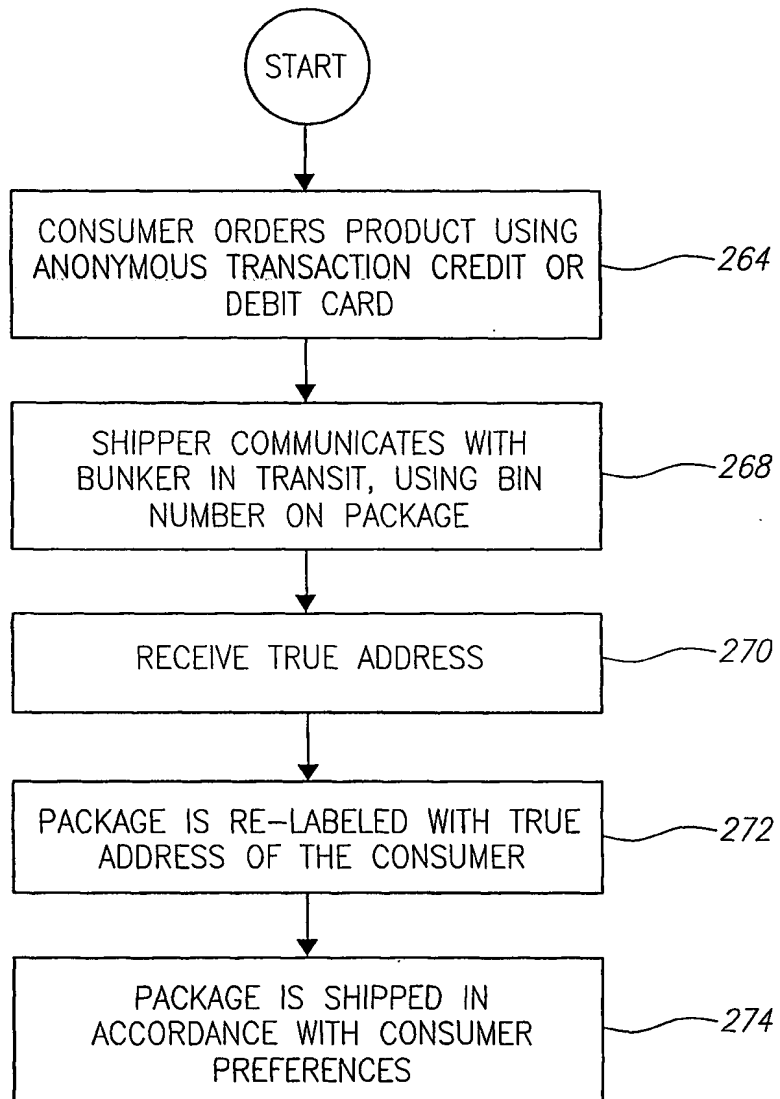 START
CONSUMER ORDERS PRODUCT USING
ANONYMOUS TRANSACTION CREDIT OR
DEBIT CARD
264
SHIPPER COMMUNICATES WITH
BUNKER IN TRANSIT, USING BIN
NUMBER ON PACKAGE
268
RECEIVE TRUE ADDRESS
270
PACKAGE IS RE-LABELED WITH TRUE
ADDRESS OF THE CONSUMER
272
PACKAGE IS SHIPPED IN
ACCORDANCE WITH CONSUMER
PREFERENCES
274